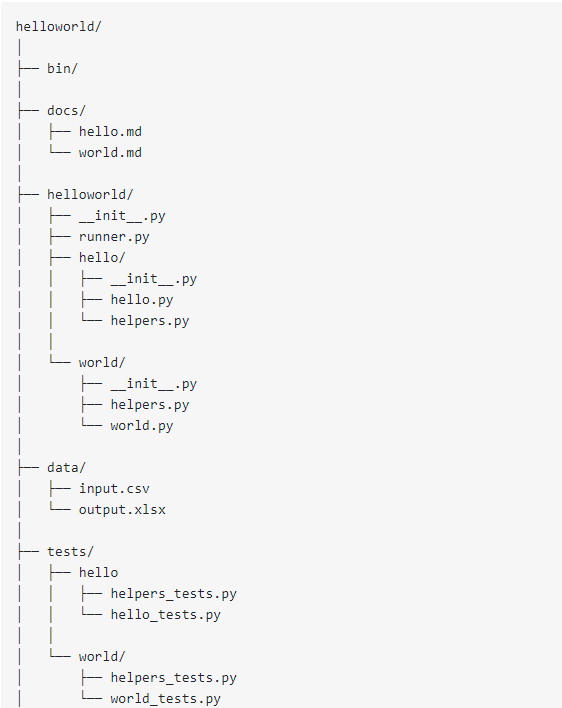 helloworld/
│
├── bin/
│
├── docs/
│   ├── hello.md
│   └── world.md
│
├── helloworld/
│   ├── __init__.py
│   ├── runner.py
│   ├── hello/
│   │   ├── __init__.py
│   │   ├── hello.py
│   │   └── helpers.py
│   │
│   └── world/
│       ├── __init__.py
│       ├── helpers.py
│       └── world.py
│
├── data/
│   ├── input.csv
│   └── output.xlsx
│
├── tests/
│   ├── hello
│   │   ├── helpers_tests.py
│   │   └── hello_tests.py
│   │
│   └── world/
│       ├── helpers_tests.py
│       └── world_tests.py